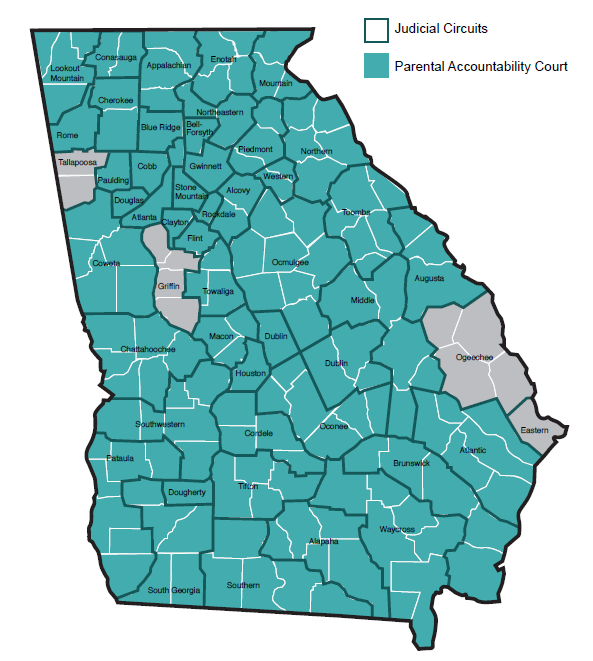 Judicial Circuits
Parental Accountability Court
Conasauga
Enotah
Lookout
Mountain
Appalachian
Mountain
Cherokee
Northeastern
Rome
Blue Ridge
Bell-
Forsyth
Piedmont
Northern
Tallapoosa
Cobb
Gwinnett
Paulding
Western
Stone
Mountain
Alcovy
Douglas
Toombs
Atlanta
Clayton
Rockdale
Flint
Coweta
Ocmulgee
Augusta
Griffin
Towaliga
Middle
Macon
Dublin
Chattahoochee
Ogeechee
Dublin
Houston
Southwestern
Oconee
Eastern
Cordele
Atlantic
Pataula
Brunswick
Tifton
Dougherty
Waycross
Alapaha
Southern
South Georgia